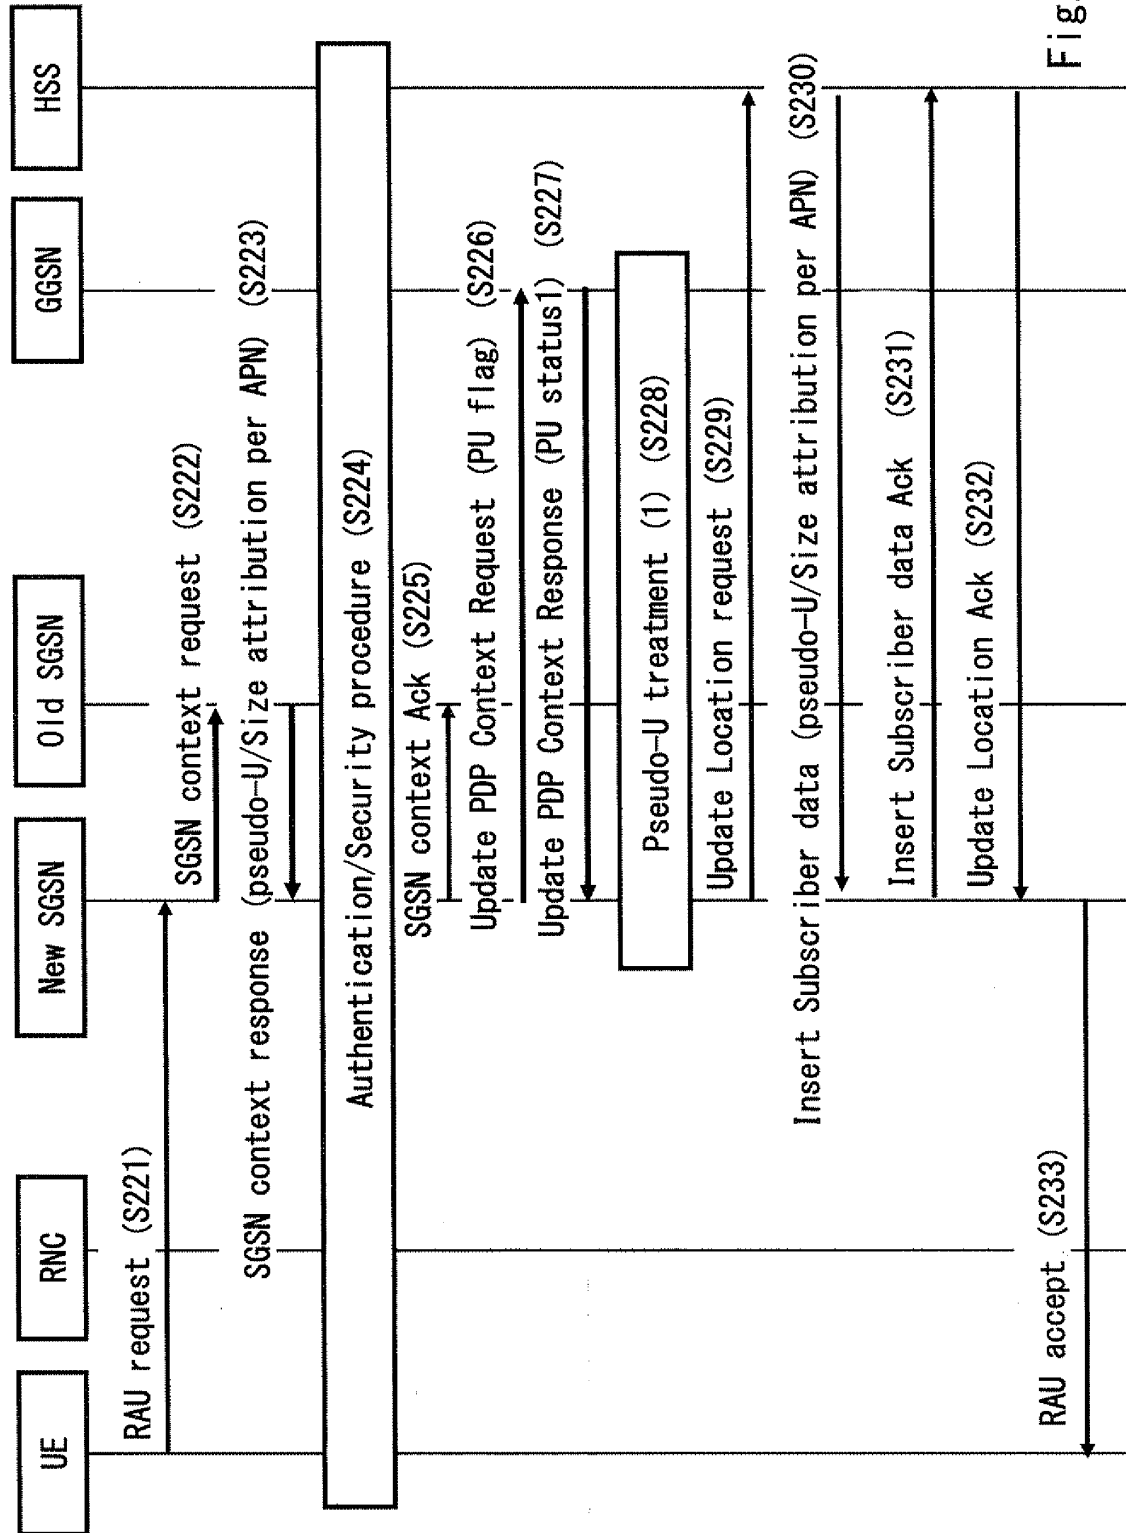 UE
RNC
New SGSN
Old SGSN
GGSN
HSS
RAU request (S221)
SGSN context request (S222)
SGSN context response (pseudo-U/Size attribution per APN) (S223)
Authentication/Security procedure (S224)
SGSN context Ack (S225)
Update PDP Context Request (PU flag) (S226)
Update PDP Context Response (PU status1) (S227)
Pseudo-U treatment (1) (S228)
Update Location request (S229)
Insert Subscriber data (pseudo-U/Size attribution per APN) (S230)
Insert Subscriber data Ack (S231)
Update Location Ack (S232)
RAU accept (S233)
Fig.